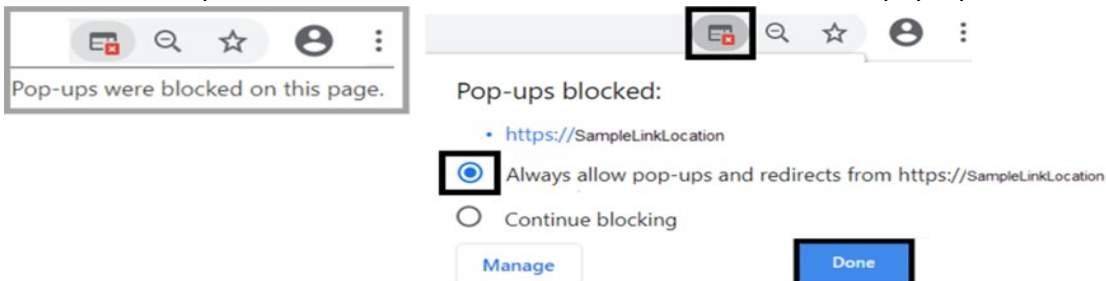 Pop-ups were blocked on this page.
Pop-ups blocked:
• https://SampleLinkLocation
Always allow pop-ups and redirects from https://SampleLinkLocation
Continue blocking
Manage
Done